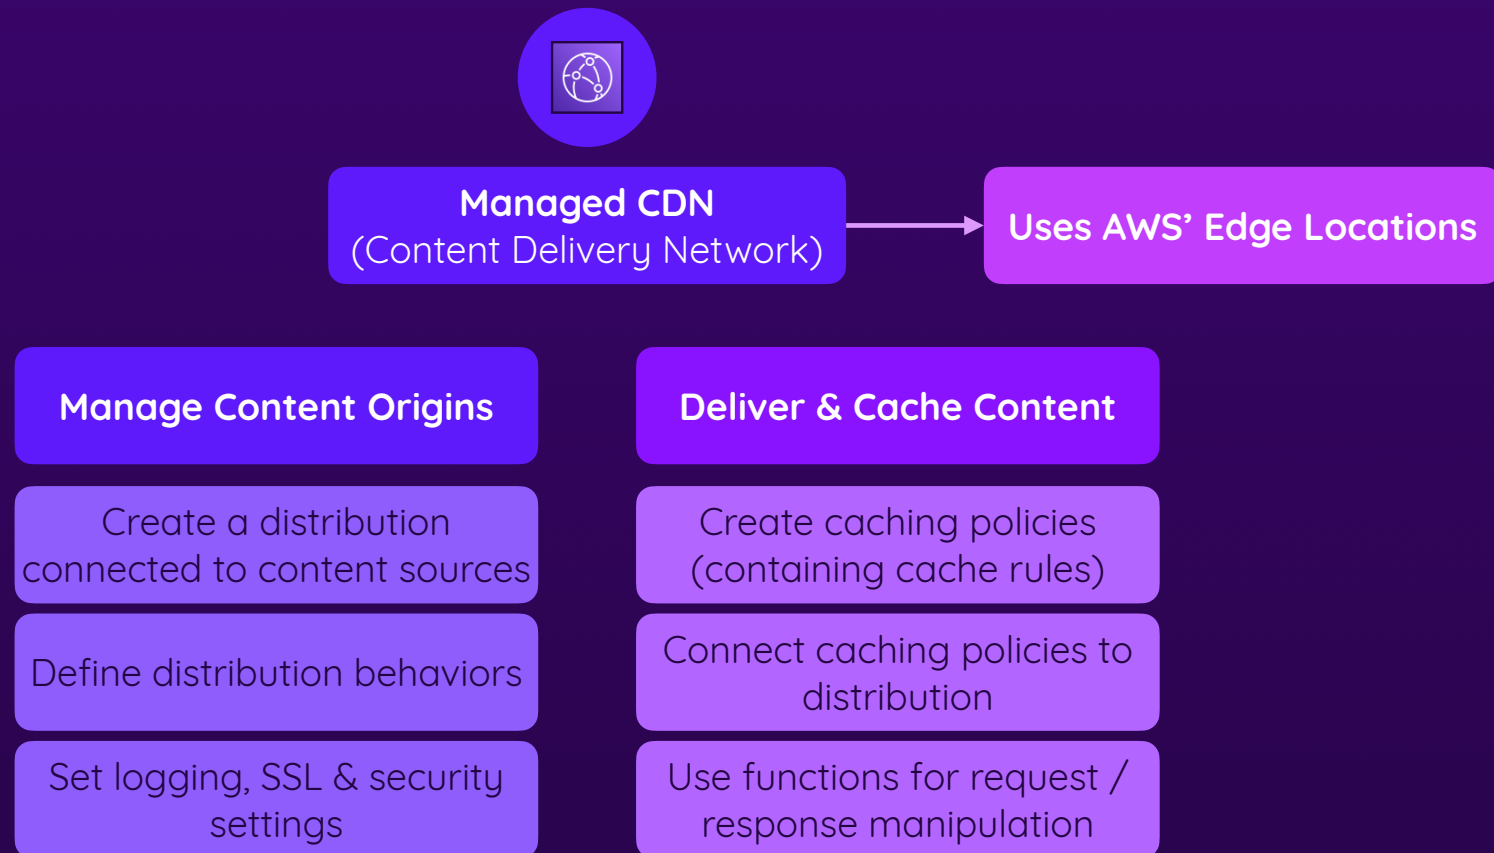 Managed CDN
(Content Delivery Network)
Uses AWS’ Edge Locations
Manage Content Origins
Create a distribution
connected to content sources
Define distribution behaviors
Set logging, SSL & security
settings
Deliver & Cache Content
Create caching policies
(containing cache rules)
Connect caching policies to
distribution
Use functions for request /
response manipulation